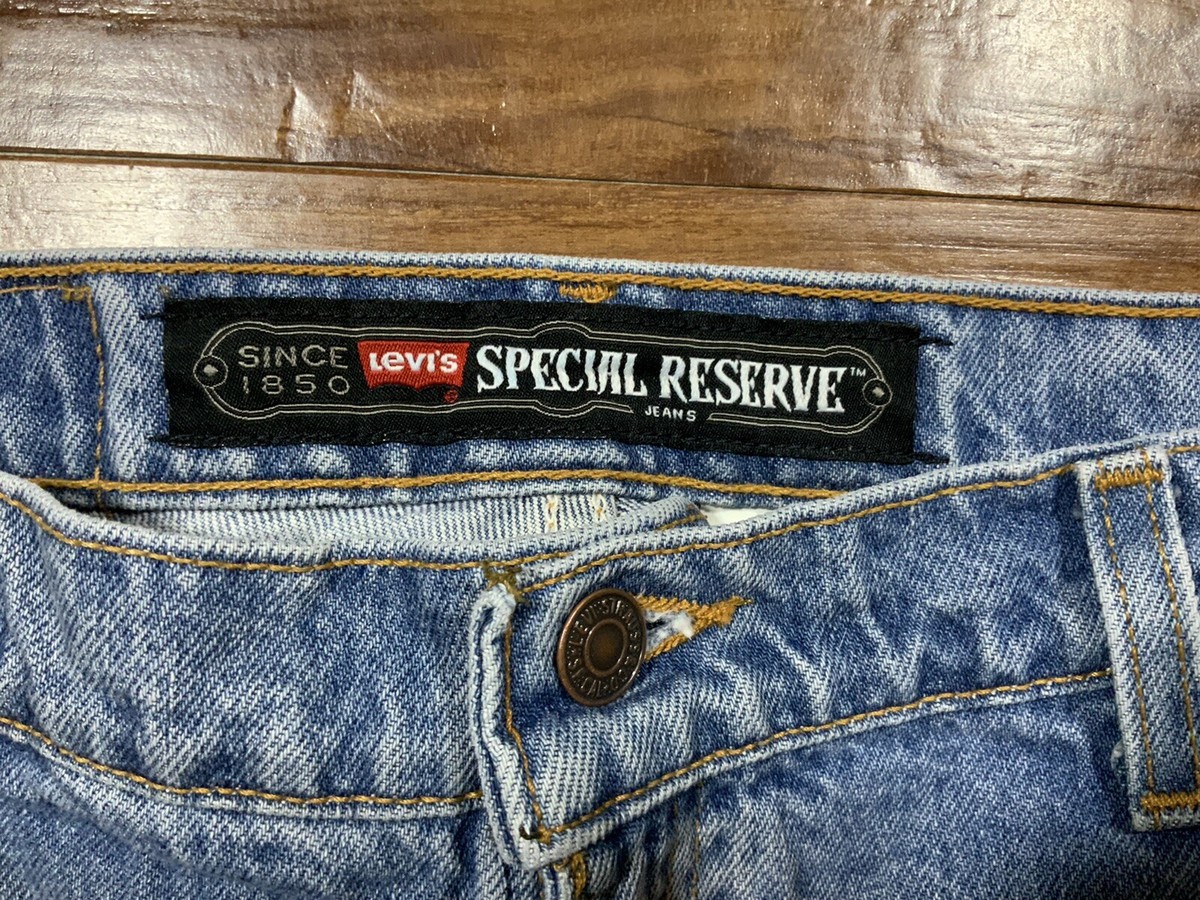 SINCE
1850
Levi's ®
SPECIAL RESERVE™
JEANS